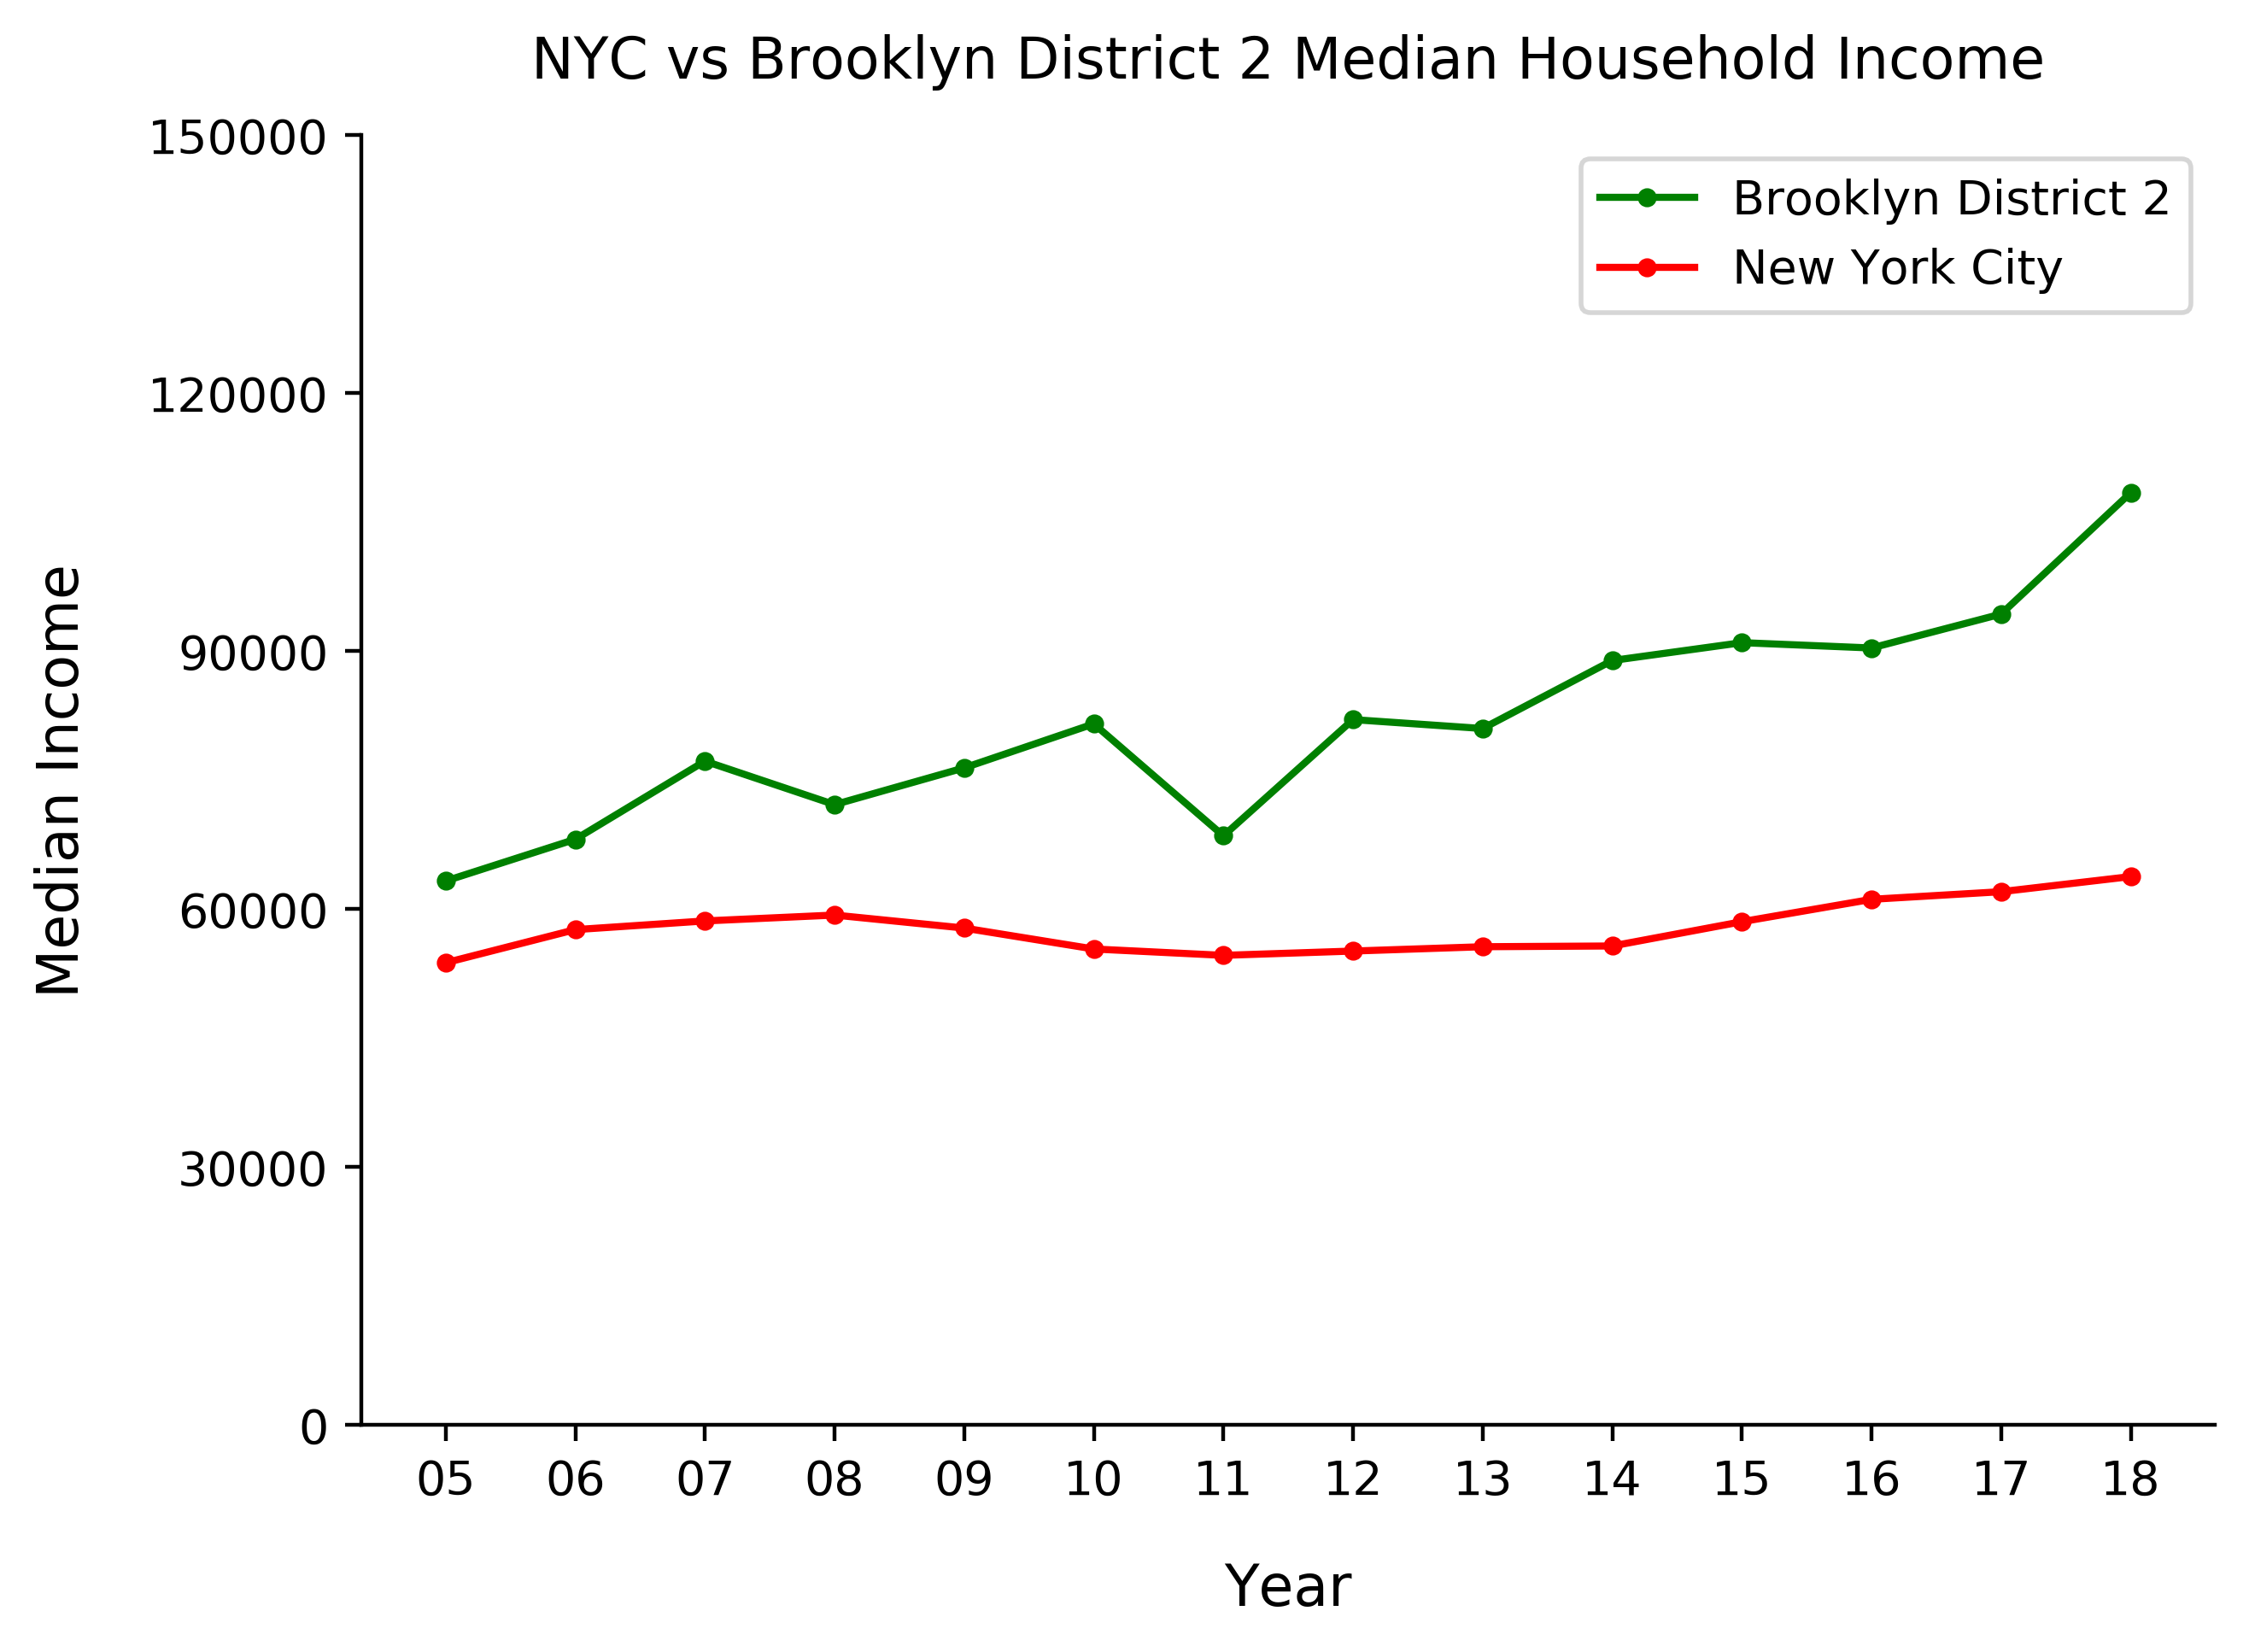 NYC vs Brooklyn District 2 Median Household Income
150000
120000
90000
60000
30000
0
Median Income
Brooklyn District 2
New York City
05 06 07 08 09 10 11 12 13 14 15 16 17 18
Year